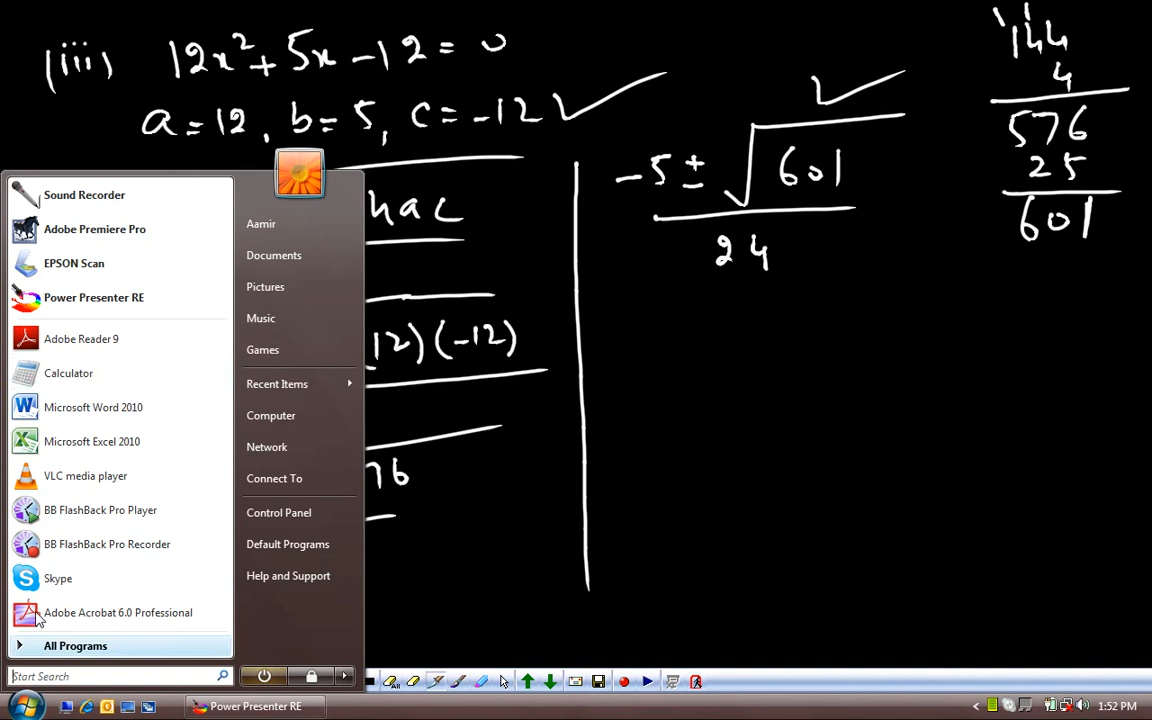 (iii) 12x² + 5x - 12 = 0
a = 12, b = 5, c = -12 ✓
12)(-12)
76
-5 ± √601 ✓
24
144
4
576
25
601
Sound Recorder
Adobe Premiere Pro
EPSON Scan
Power Presenter RE
Adobe Reader 9
Calculator
Microsoft Word 2010
Microsoft Excel 2010
VLC media player
BB FlashBack Pro Player
BB FlashBack Pro Recorder
Skype
Adobe Acrobat 6.0 Professional
All Programs
Start Search
Aamir
Documents
Pictures
Music
Games
Recent Items
Computer
Network
Connect To
Control Panel
Default Programs
Help and Support
All
Power Presenter RE
1:52 PM